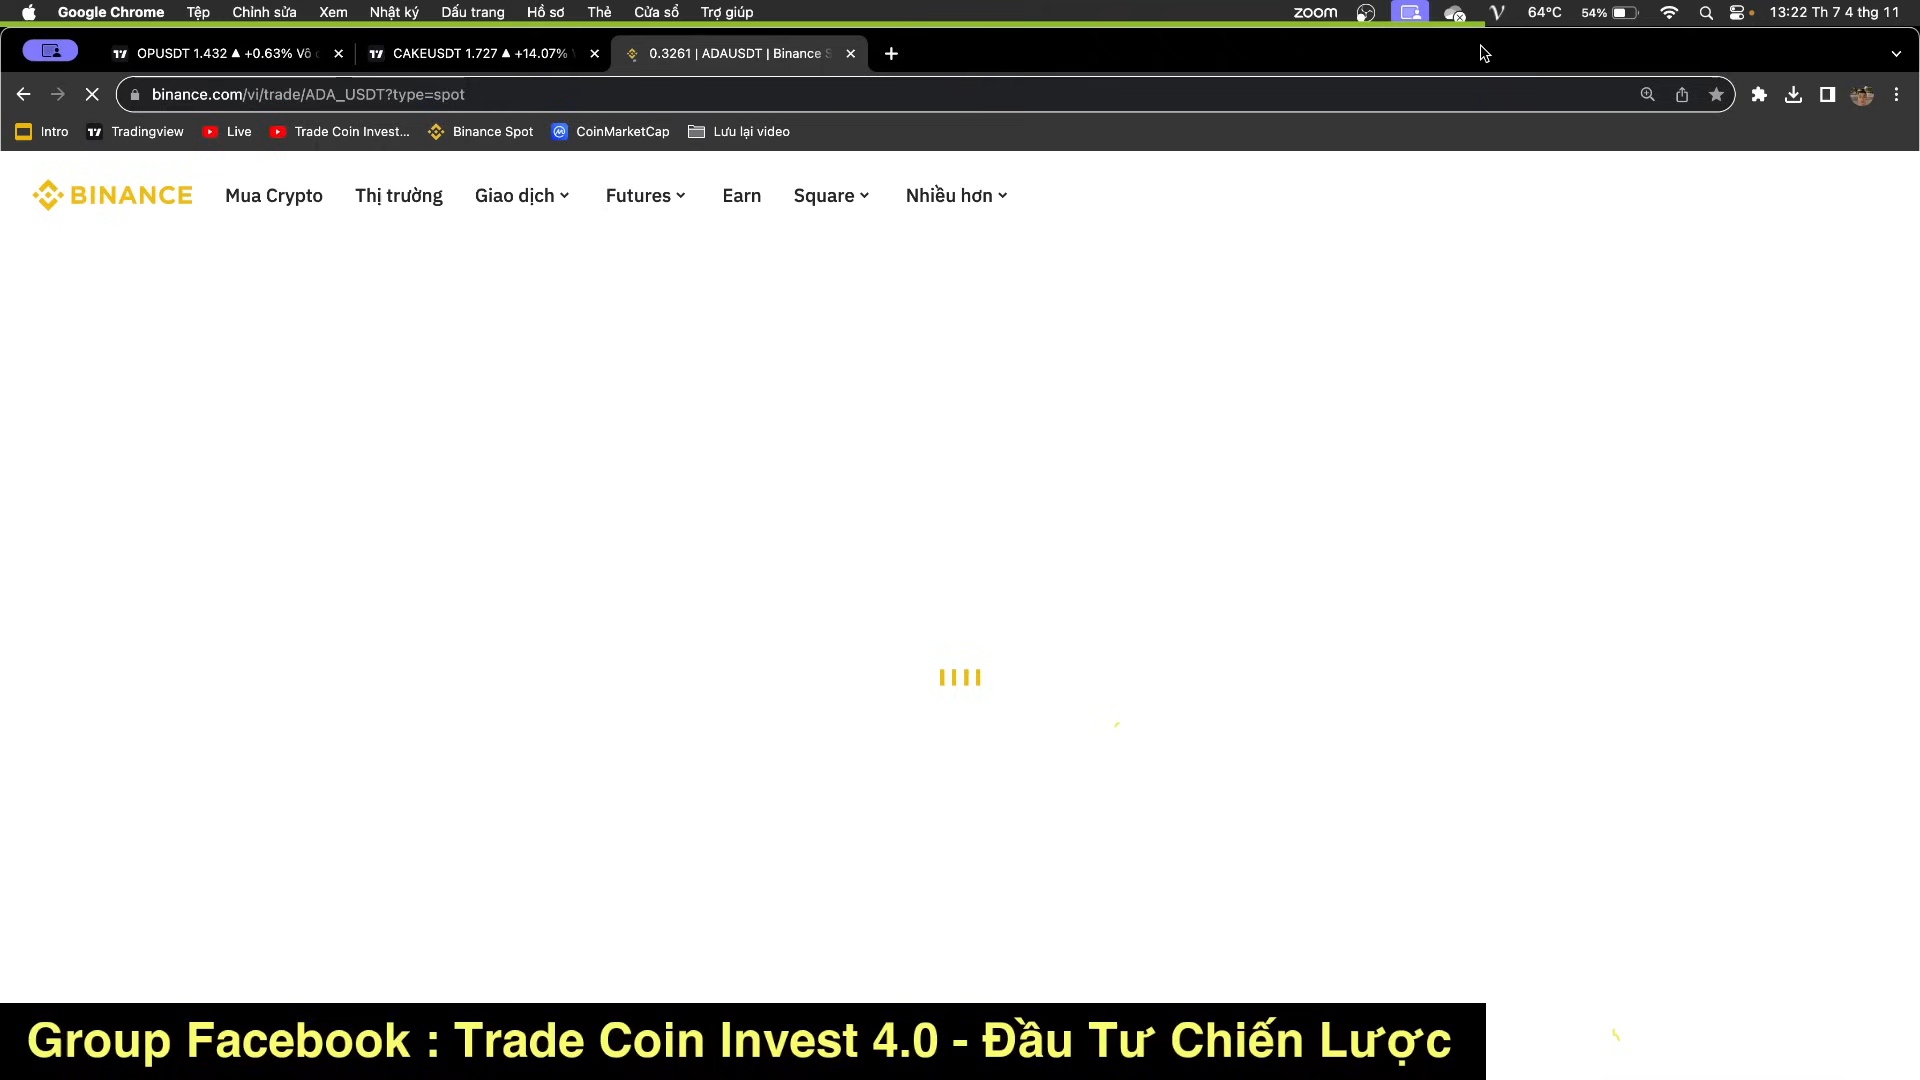 Google Chrome Tệp Chỉnh sửa Xem Nhật ký Dấu trang Hồ sơ Thẻ Cửa sổ Trợ giúp zoom 64°C 54% 13:22 Th 7 4 thg 11
OPUSDT 1.432 ▲ +0.63% Vô CAKEUSDT 1.727 ▲ +14.07% 0.3261 | ADAUSDT | Binance S
binance.com/vi/trade/ADA_USDT?type=spot
Intro Tradingview Live Trade Coin Invest... Binance Spot CoinMarketCap Lưu lại video
BINANCE Mua Crypto Thị trường Giao dịch Futures Earn Square Nhiều hơn
Group Facebook : Trade Coin Invest 4.0 - Đầu Tư Chiến Lược